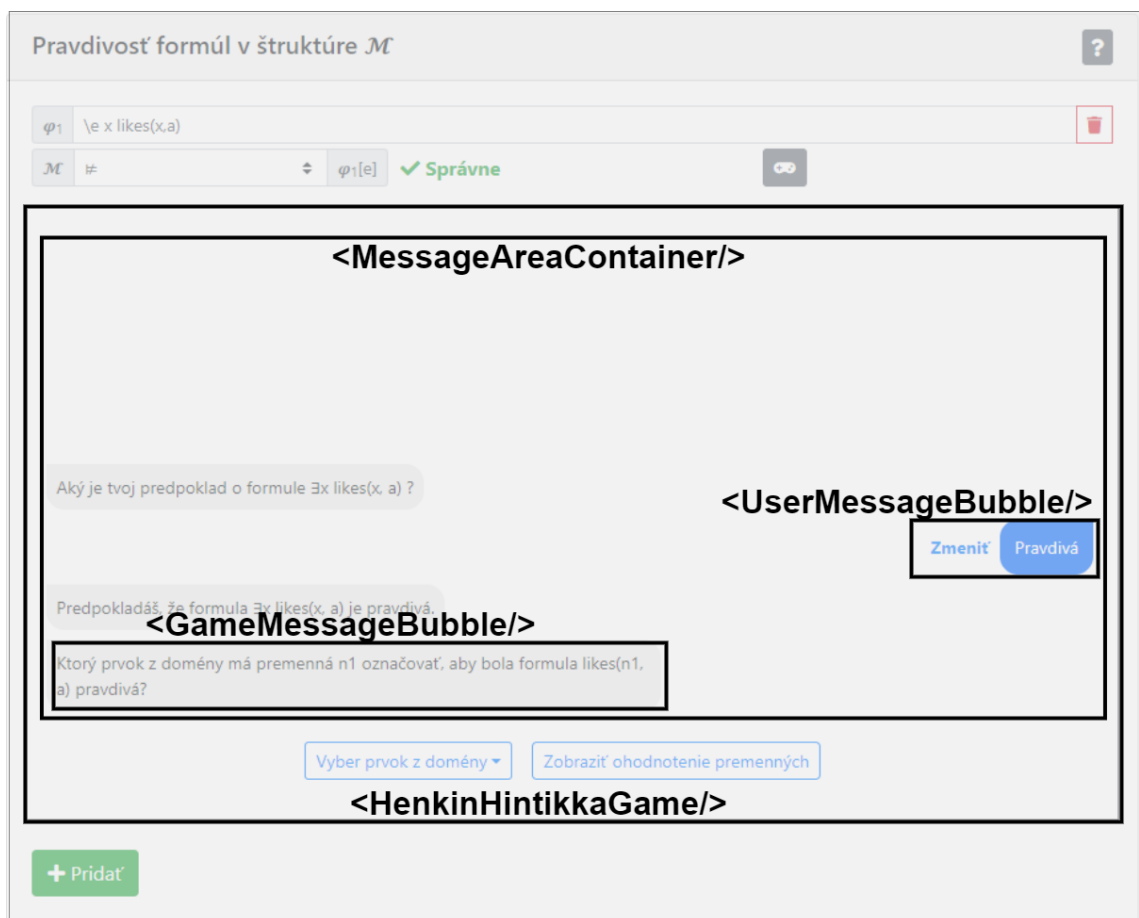 Pravdivosť formúl v štruktúre ℳ
?
φ1 \e x likes(x,a)
ℳ ⊭ φ1[e] Správne
<MessageAreaContainer/>
Aký je tvoj predpoklad o formule ∃x likes(x, a) ?
<UserMessageBubble/>
Zmeniť Pravdivá
Predpokladáš, že formula ∃x likes(x, a) je pravdivá.
<GameMessageBubble/>
Ktorý prvok z domény má premenná n1 označovať, aby bola formula likes(n1,
a) pravdivá?
Vyber prvok z domény Zobraziť ohodnotenie premenných
<HenkinHintikkaGame/>
+ Pridať